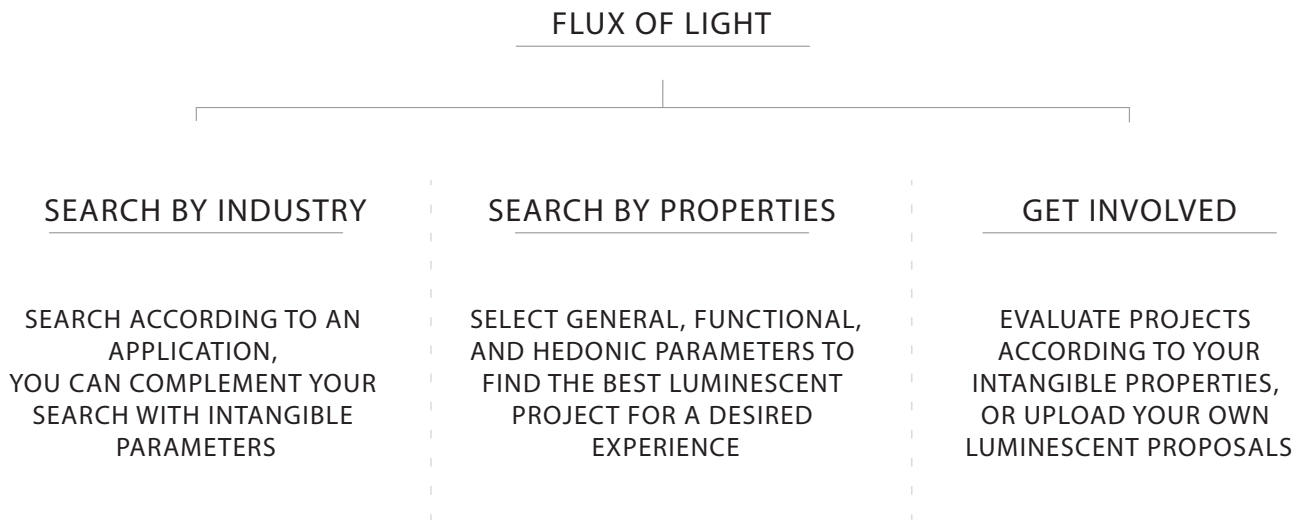 FLUX OF LIGHT
SEARCH BY INDUSTRY
SEARCH ACCORDING TO AN
APPLICATION,
YOU CAN COMPLEMENT YOUR
SEARCH WITH INTANGIBLE
PARAMETERS
SEARCH BY PROPERTIES
SELECT GENERAL, FUNCTIONAL,
AND HEDONIC PARAMETERS TO
FIND THE BEST LUMINESCENT
PROJECT FOR A DESIRED
EXPERIENCE
GET INVOLVED
EVALUATE PROJECTS
ACCORDING TO YOUR
INTANGIBLE PROPERTIES,
OR UPLOAD YOUR OWN
LUMINESCENT PROPOSALS